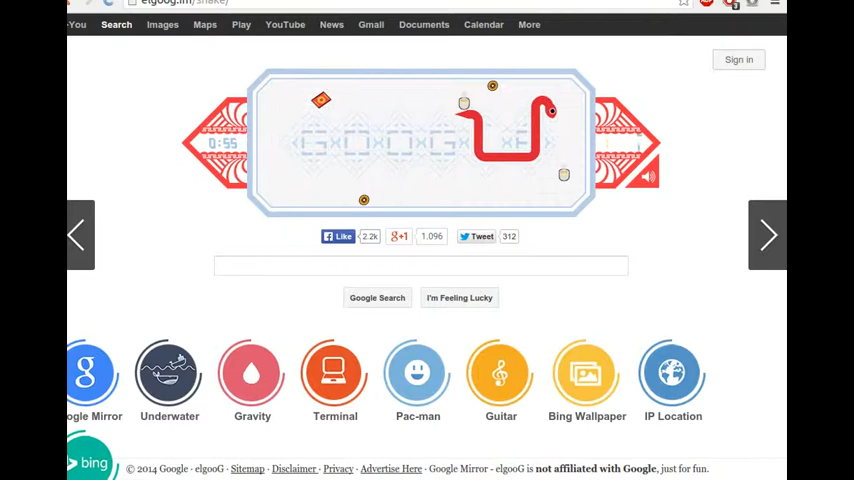 elgoog.im/snake/
You Search Images Maps Play YouTube News Gmail Documents Calendar More
Sign in
GOOGLE
0:55
Like 2.2k +1 1.096 Tweet 312
Google Search I'm Feeling Lucky
g
ogle Mirror Underwater Gravity Terminal Pac-man Guitar Bing Wallpaper IP Location
bing
© 2014 Google · elgooG · Sitemap · Disclaimer · Privacy · Advertise Here · Google Mirror - elgooG is not affiliated with Google, just for fun.